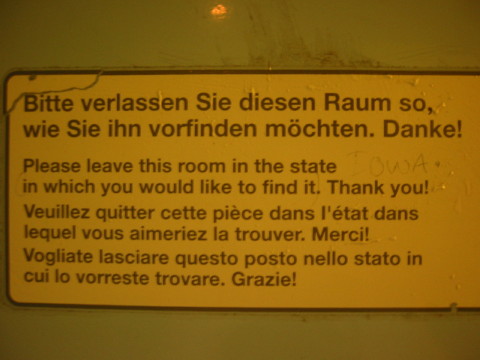 Bitte verlassen Sie diesen Raum so,
wie Sie ihn vorfinden möchten. Danke!
Please leave this room in the state IOWA.
in which you would like to find it. Thank you!
Veuillez quitter cette pièce dans l'état dans
lequel vous aimeriez la trouver. Merci!
Vogliate lasciare questo posto nello stato in
cui lo vorreste trovare. Grazie!